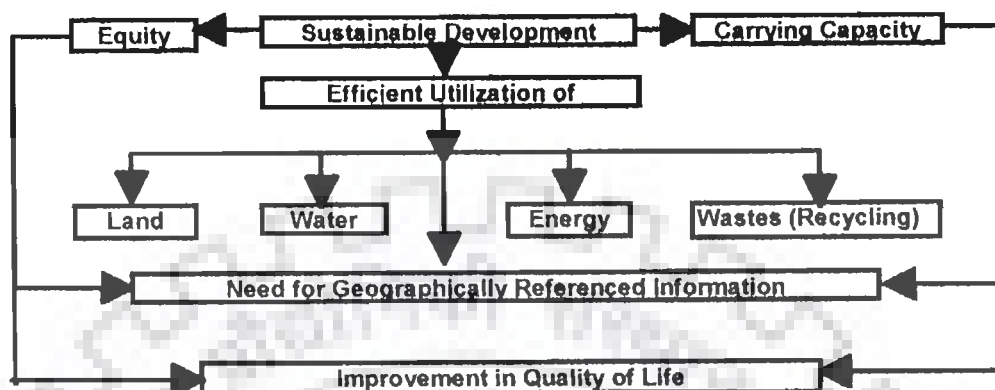 Equity
Sustainable Development
Carrying Capacity
Efficient Utilization of
Land
Water
Energy
Wastes (Recycling)
Need for Geographically Referenced Information
Improvement in Quality of Life